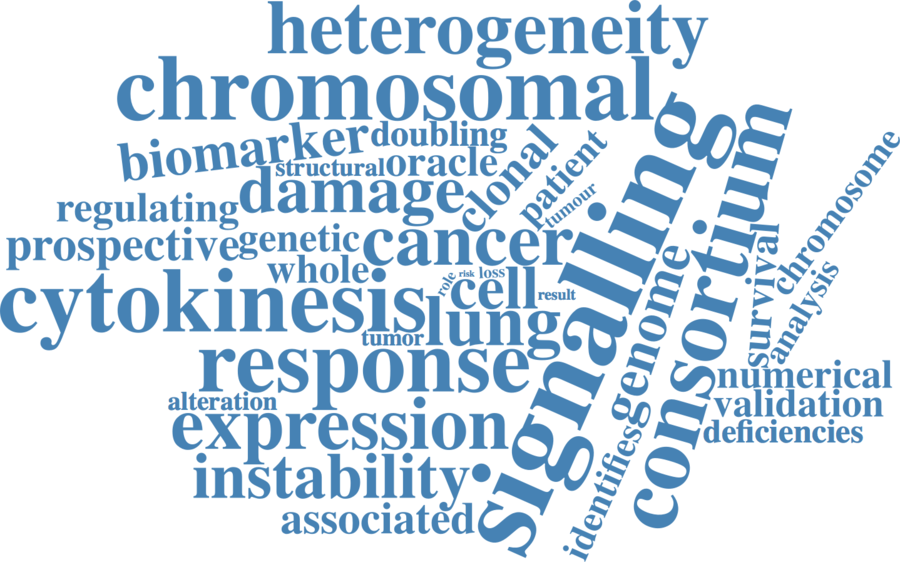 heterogeneity
chromosomal
biomarker
doubling
structural
oracle
clonal
patient
tumour
damage
regulating
prospective
genetic
cancer
whole
role
risk
loss
cell
result
cytokinesis
lung
tumor
response
alteration
expression
instability
associated
signalling
consortium
genome
identifies
survival
chromosome
analysis
numerical
validation
deficiencies
•